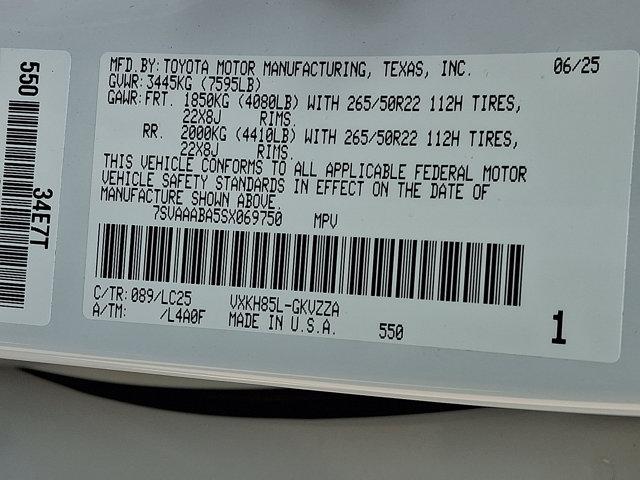 MFD.BY:TOYOTA MOTOR MANUFACTURING, TEXAS, INC. 06/25
GVWR:3445KG (7595LB)
GAWR:FRT. 1850KG (4080LB) WITH 265/50R22 112H TIRES,
22X8J RIMS.
RR. 2000KG (4410LB) WITH 265/50R22 112H TIRES,
22X8J RIMS.
THIS VEHICLE CONFORMS TO ALL APPLICABLE FEDERAL MOTOR
VEHICLE SAFETY STANDARDS IN EFFECT ON THE DATE OF
MANUFACTURE SHOWN ABOVE.
7SVAAABA5SX069750 MPV
C/TR:089/LC25 VXKH85L-GKVZZA
A/TM: /L4A0F MADE IN U.S.A. 550 1
550
34E7T